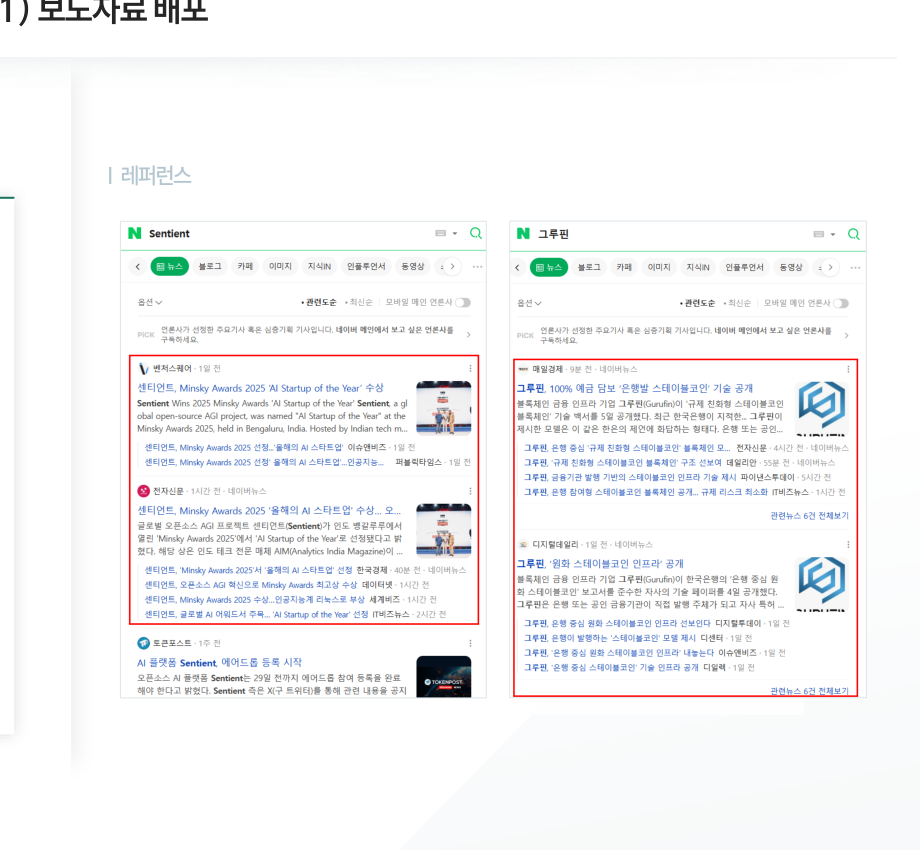 1) 보도자료 배포
| 레퍼런스
N Sentient
뉴스 블로그 카페 이미지 지식iN 인플루언서 동영상
옵션 • 관련도순 • 최신순 모바일 메인 언론사
PICK 언론사가 선정한 주요기사 혹은 심층기획 기사입니다. 네이버 메인에서 보고 싶은 언론사를
구독하세요.
벤처스퀘어 · 1일 전
센티언트, Minsky Awards 2025 'AI Startup of the Year' 수상
Sentient Wins 2025 Minsky Awards 'AI Startup of the Year' Sentient, a gl
obal open-source AGI project, was named "AI Startup of the Year" at the
Minsky Awards 2025, held in Bengaluru, India. Hosted by Indian tech m...
센티언트, Minsky Awards 2025 선정..'올해의 AI 스타트업' 이슈앤비즈 · 1일 전
센티언트, Minsky Awards 2025 선정' 올해의 AI 스타트업'...인공지능... 퍼블릭타임스 · 1일 전
전자신문 · 1시간 전 · 네이버뉴스
센티언트, Minsky Awards 2025 '올해의 AI 스타트업' 수상... 오...
글로벌 오픈소스 AGI 프로젝트 센티언트(Sentient)가 인도 벵갈루루에서
열린 'Minsky Awards 2025'에서 'AI Startup of the Year'로 선정됐다고 밝
혔다. 해당 상은 인도 테크 전문 매체 AIM(Analytics India Magazine)이 ...
센티언트, 'Minsky Awards 2025'서 '올해의 AI 스타트업' 선정 한국경제 · 40분 전 · 네이버뉴스
센티언트, 오픈소스 AGI 혁신으로 Minsky Awards 최고상 수상 데이터넷 · 1시간 전
센티언트, Minsky Awards 2025 수상...인공지능계 리눅스로 부상 세계비즈 · 1시간 전
센티언트, 글로벌 AI 어워드서 주목... 'AI Startup of the Year' 선정 IT비즈뉴스 · 2시간 전
토큰포스트 · 1주 전
AI 플랫폼 Sentient, 에어드롭 등록 시작
오픈소스 AI 플랫폼 Sentient는 29일 전까지 에어드롭 참여 등록을 완료
해야 한다고 밝혔다. Sentient 측은 X(구 트위터)를 통해 관련 내용을 공지
TOKENPOST
N 그루핀
뉴스 블로그 카페 이미지 지식iN 인플루언서 동영상
옵션 • 관련도순 • 최신순 모바일 메인 언론사
PICK 언론사가 선정한 주요기사 혹은 심층기획 기사입니다. 네이버 메인에서 보고 싶은 언론사를
구독하세요.
매일경제 · 9분 전 · 네이버뉴스
그루핀, 100% 예금 담보 '은행발 스테이블코인' 기술 공개
블록체인 금융 인프라 기업 그루핀(Gurufin)이 '규제 친화형 스테이블코인
블록체인' 기술 백서를 5일 공개했다. 최근 한국은행이 지적한... 그루핀이
제시한 모델은 이 같은 한은의 제언에 화답하는 형태다. 은행 또는 공인...
그루핀, 은행 중심 '규제 친화형 스테이블코인' 블록체인 모... 전자신문 · 4시간 전 · 네이버뉴스
그루핀, '규제 친화형 스테이블코인 블록체인' 구조 선보여 데일리안 · 55분 전 · 네이버뉴스
그루핀, 금융기관 발행 기반의 스테이블코인 인프라 기술 제시 파이낸스투데이 · 5시간 전
그루핀, 은행 참여형 스테이블코인 블록체인 공개... 규제 리스크 최소화 IT비즈뉴스 · 1시간 전
관련뉴스 6건 전체보기
디지털데일리 · 1일 전 · 네이버뉴스
그루핀, '원화 스테이블코인 인프라' 공개
블록체인 금융 인프라 기업 그루핀(Gurufin)이 한국은행의 '은행 중심 원
화 스테이블코인' 보고서를 준수한 자사의 기술 페이퍼를 4일 공개했다.
그루핀은 은행 또는 공인 금융기관이 직접 발행 주체가 되고 자사 특허 ...
그루핀, 은행 중심 원화 스테이블코인 인프라 선보인다 디지털투데이 · 1일 전
그루핀, 은행이 발행하는 '스테이블코인' 모델 제시 디센터 · 1일 전
그루핀, '은행 중심 원화 스테이블코인 인프라' 내놓는다 이슈앤비즈 · 1일 전
그루핀, '은행 중심 스테이블코인' 기술 인프라 공개 디일렉 · 1일 전
관련뉴스 6건 전체보기